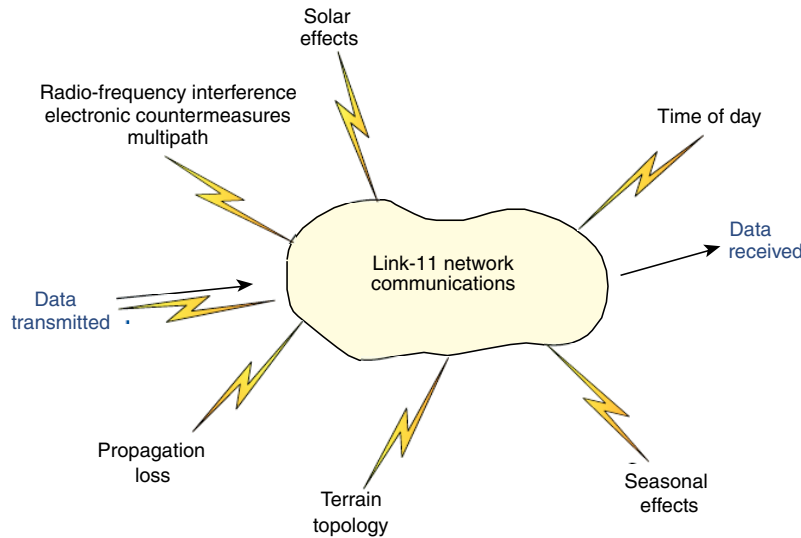 Solar
effects
Radio-frequency interference
electronic countermeasures
multipath
Time of day
Data
received
Link-11 network
communications
Data
transmitted
Propagation
loss
Terrain
topology
Seasonal
effects